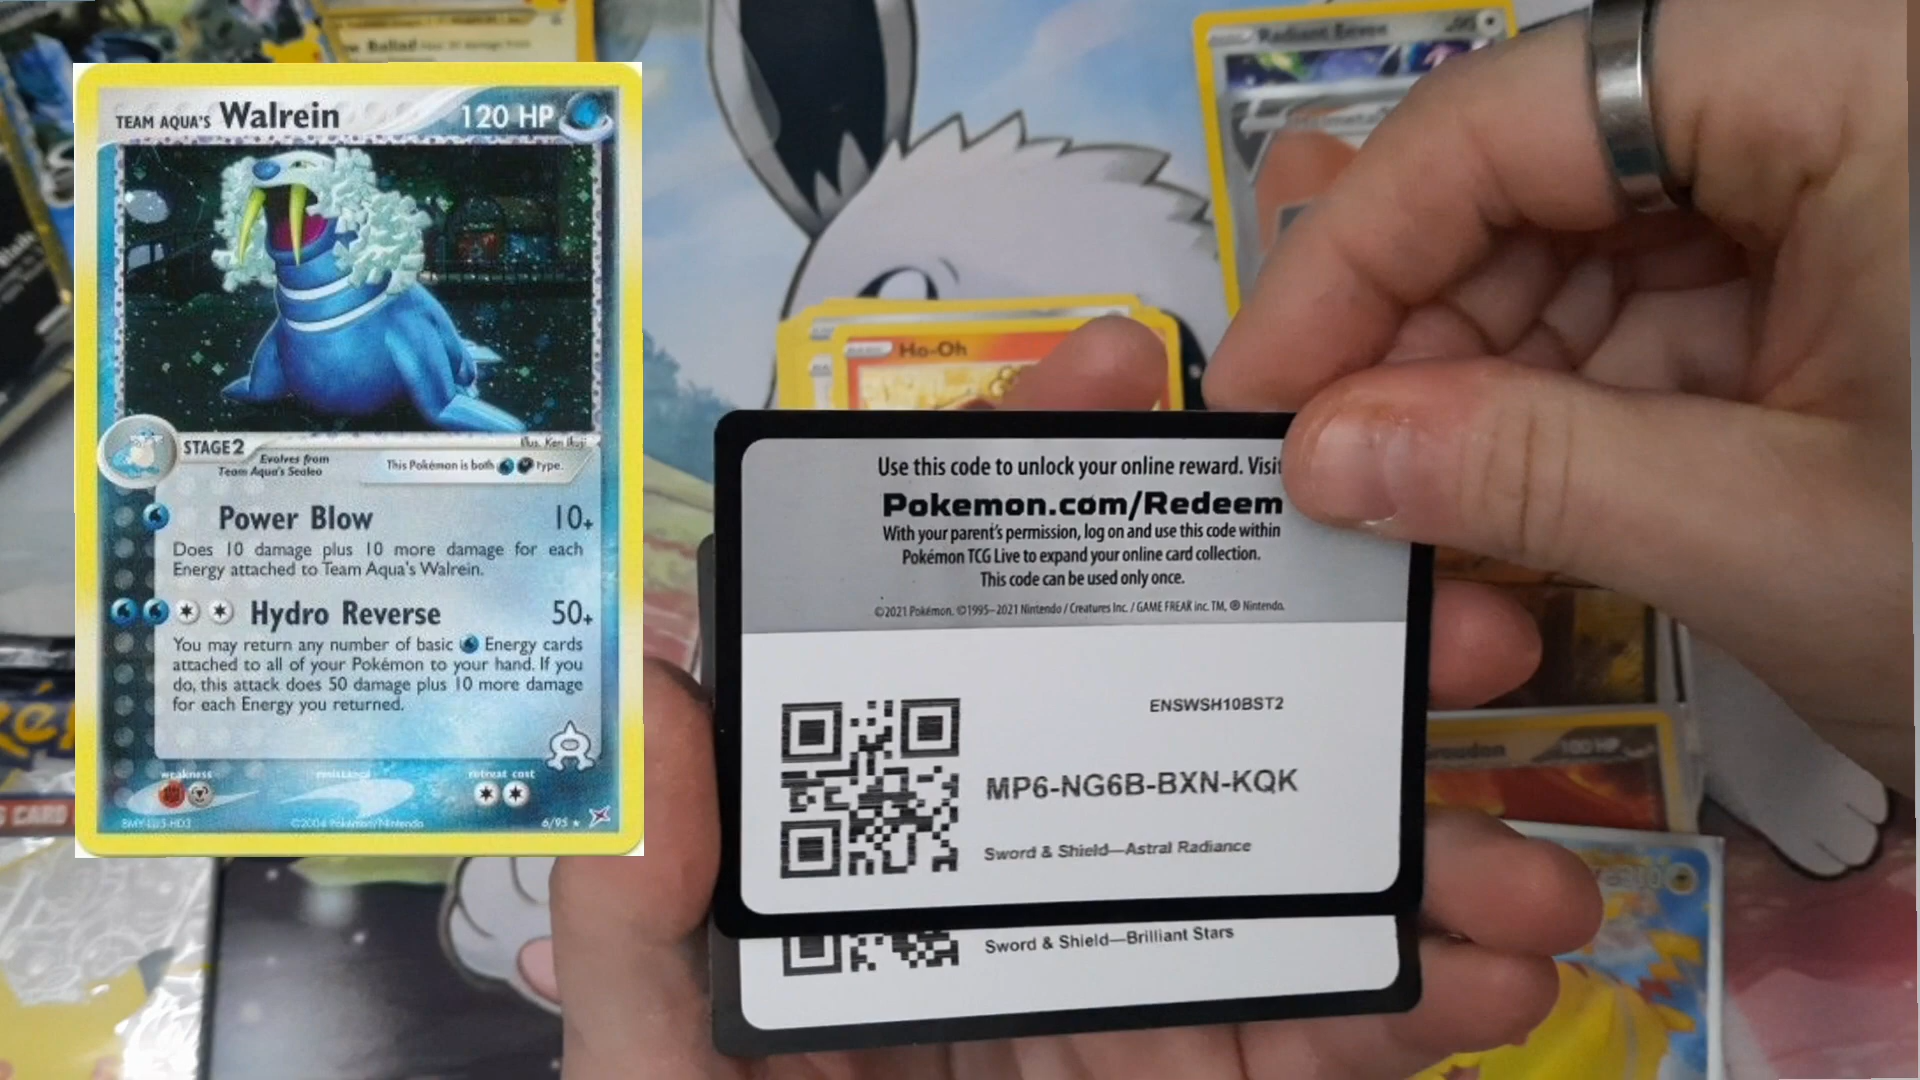 TEAM AQUA'S Walrein 120 HP
STAGE2
Evolves from
Team Aqua's Sealeo
Illus. Ken Ikuji
This Pokémon is both type.
Power Blow 10+
Does 10 damage plus 10 more damage for each
Energy attached to Team Aqua's Walrein.
Hydro Reverse 50+
You may return any number of basic Energy cards
attached to all of your Pokémon to your hand. If you
do, this attack does 50 damage plus 10 more damage
for each Energy you returned.
weakness resistance retreat cost
©2004 Pokémon/Nintendo 6/95
Ballad
Radiant Eevee
Ho-Oh
Use this code to unlock your online reward. Visit
Pokemon.com/Redeem
With your parent's permission, log on and use this code within
Pokémon TCG Live to expand your online card collection.
This code can be used only once.
©2021 Pokémon. ©1995–2021 Nintendo / Creatures Inc. / GAME FREAK inc. TM, ® Nintendo.
ENSWSH10BST2
MP6-NG6B-BXN-KQK
Sword & Shield—Astral Radiance
Sword & Shield—Brilliant Stars
Groudon
CARD